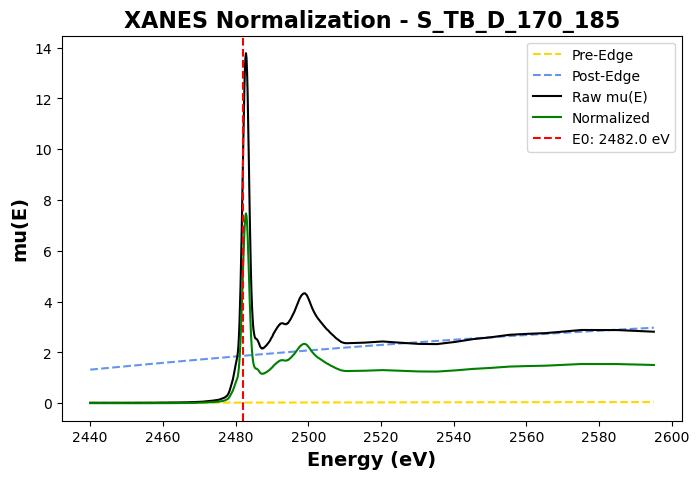 XANES Normalization - S_TB_D_170_185
Pre-Edge
Post-Edge
Raw mu(E)
Normalized
E0: 2482.0 eV
mu(E)
14
12
10
8
6
4
2
0
2440 2460 2480 2500 2520 2540 2560 2580 2600
Energy (eV)